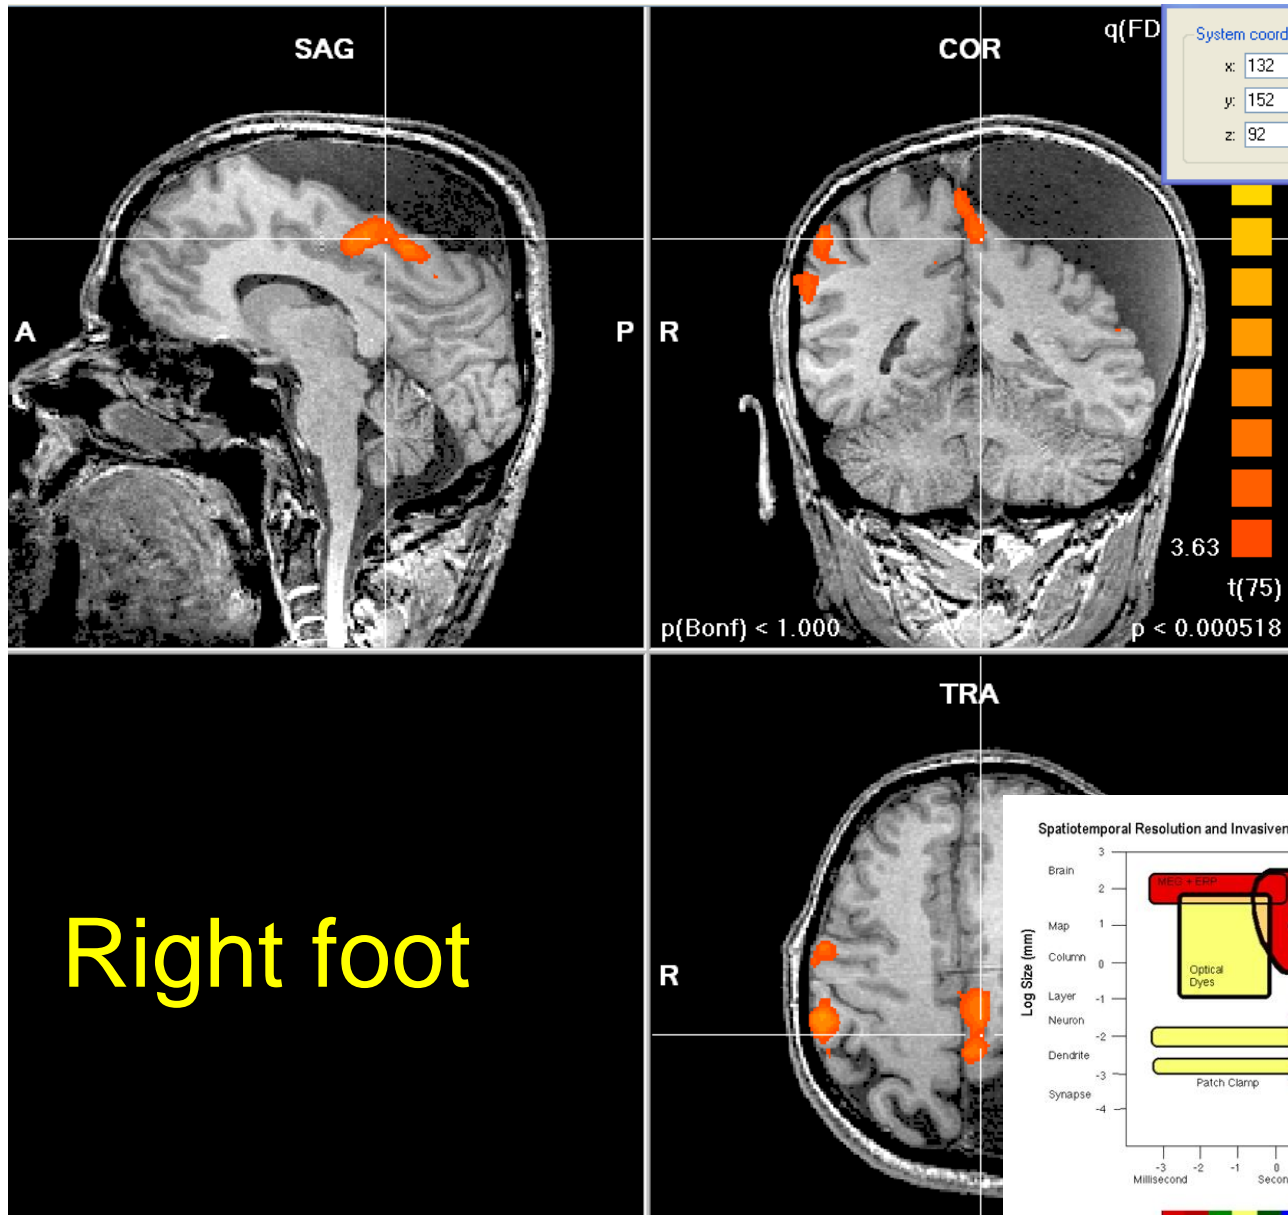 SAG
A
P
COR
q(FD
R
3.63
t(75)
p(Bonf) < 1.000
p < 0.000518
System coord
x: 132
y: 152
z: 92
Right foot
TRA
R
Spatiotemporal Resolution and Invasiven
Log Size (mm)
Brain
Map
Column
Layer
Neuron
Dendrite
Synapse
3
2
1
0
-1
-2
-3
-4
MEG + ERP
Optical
Dyes
Patch Clamp
-3 -2 -1 0
Millisecond Secon